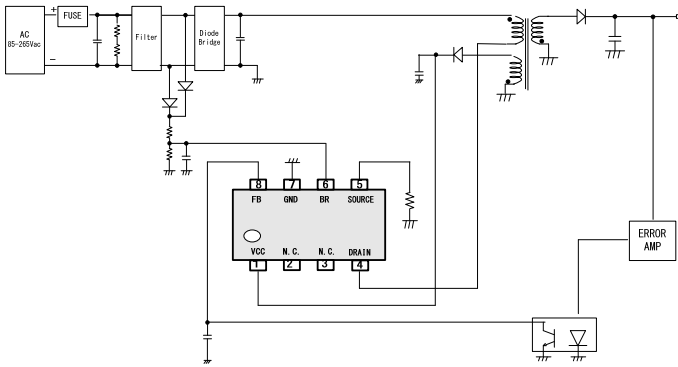 +
FUSE
AC
85-265Vac
−
Filter
Diode
Bridge
8 7 6 5
FB GND BR SOURCE
VCC N.C. N.C. DRAIN
1 2 3 4
ERROR
AMP